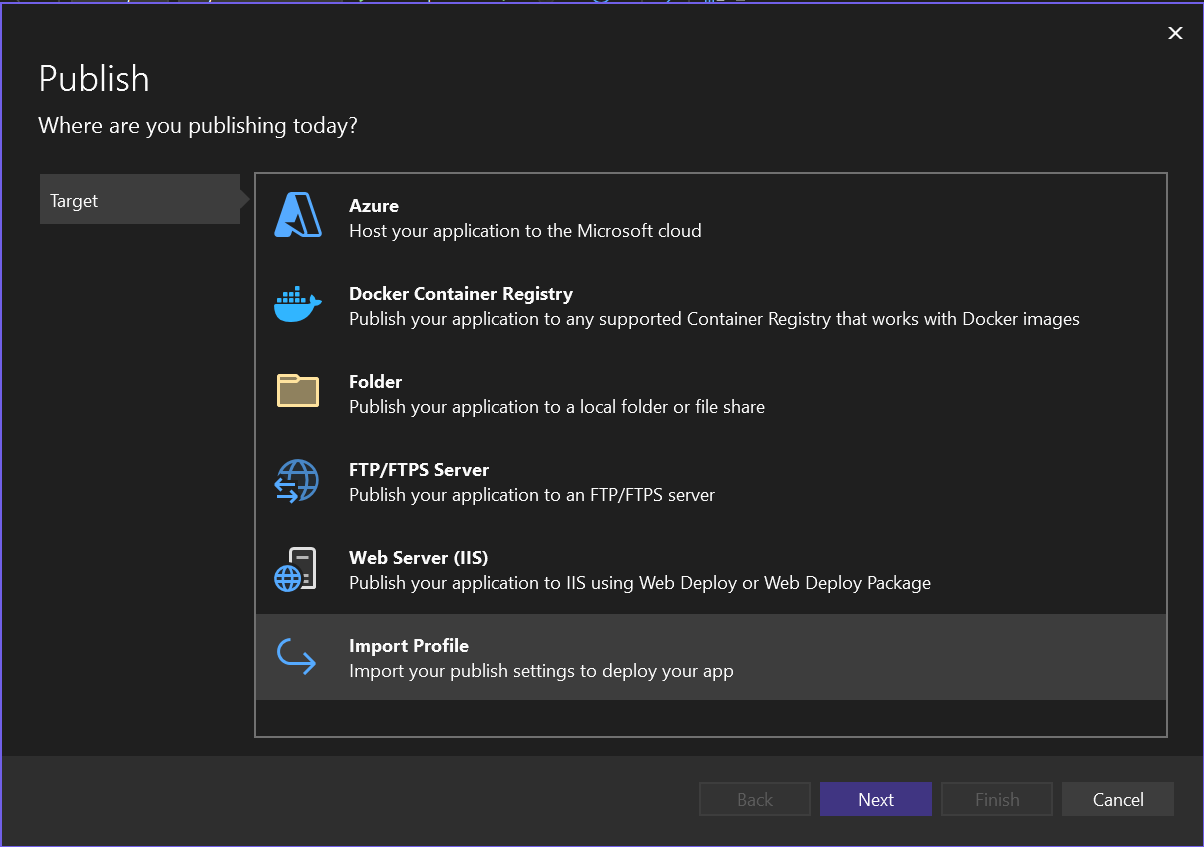 Publish
Where are you publishing today?
Target
Azure
Host your application to the Microsoft cloud
Docker Container Registry
Publish your application to any supported Container Registry that works with Docker images
Folder
Publish your application to a local folder or file share
FTP/FTPS Server
Publish your application to an FTP/FTPS server
Web Server (IIS)
Publish your application to IIS using Web Deploy or Web Deploy Package
Import Profile
Import your publish settings to deploy your app
Back
Next
Finish
Cancel